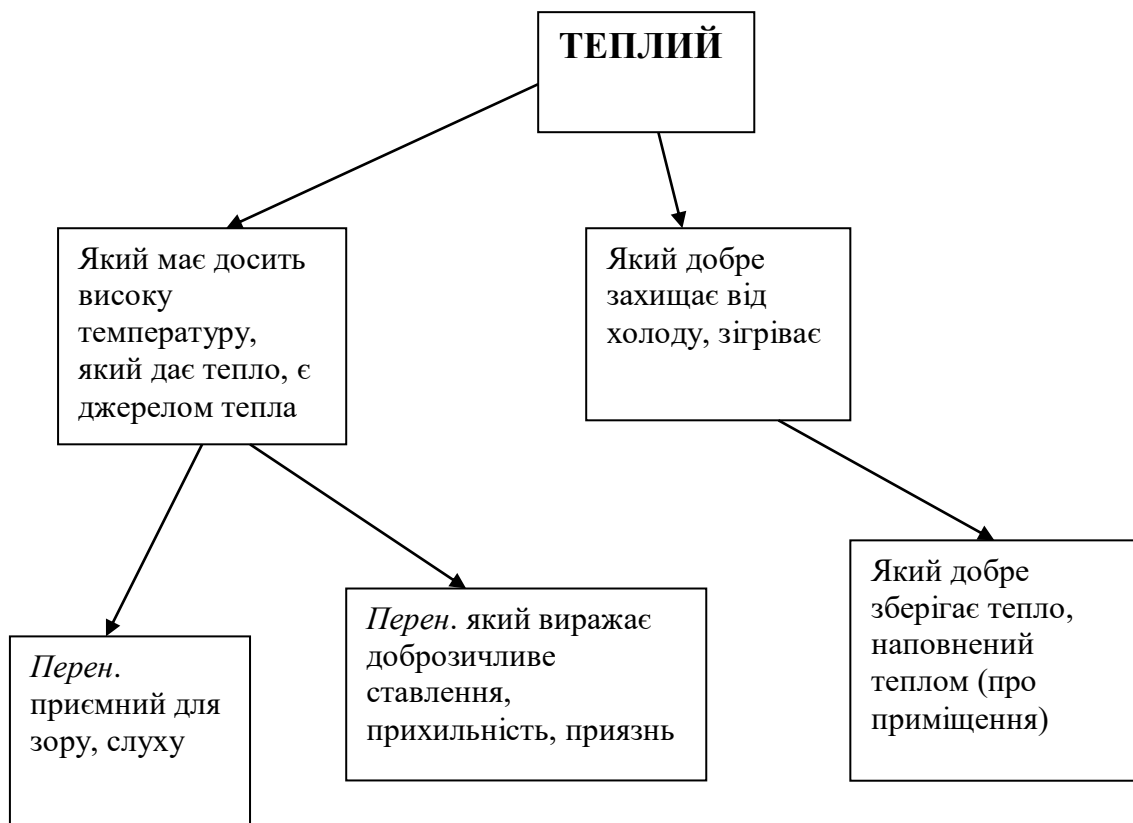 ТЕПЛИЙ
Який має досить
високу
температуру,
який дає тепло, є
джерелом тепла
Який добре
захищає від
холоду, зігріває
Перен.
приємний для
зору, слуху
Перен. який виражає
доброзичливе
ставлення,
прихильність, приязнь
Який добре
зберігає тепло,
наповнений
теплом (про
приміщення)